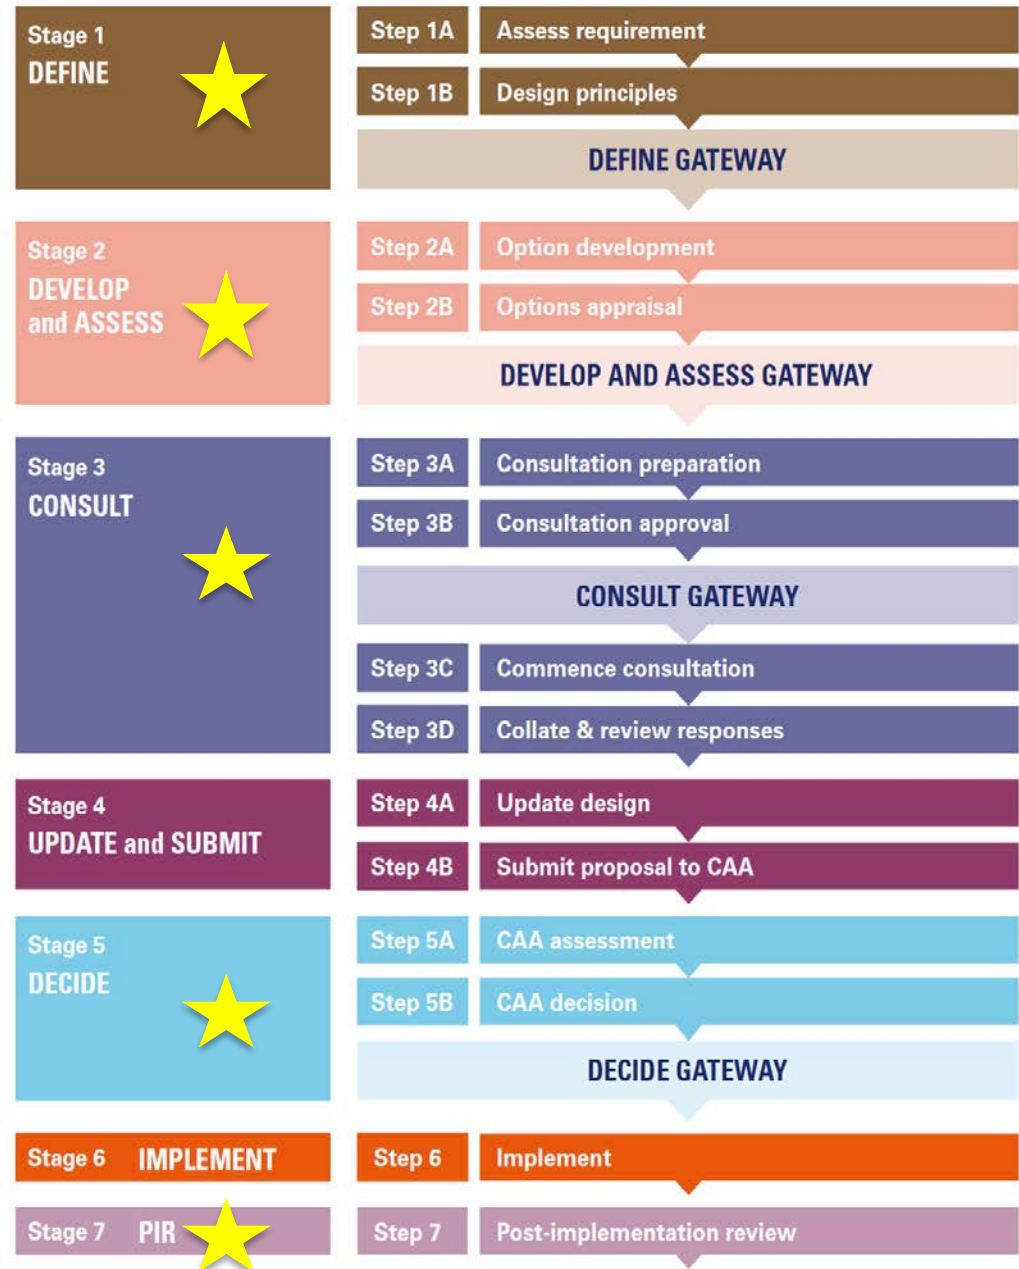 Stage 1
DEFINE
Step 1A Assess requirement
Step 1B Design principles
DEFINE GATEWAY
Stage 2
DEVELOP
and ASSESS
Step 2A Option development
Step 2B Options appraisal
DEVELOP AND ASSESS GATEWAY
Stage 3
CONSULT
Step 3A Consultation preparation
Step 3B Consultation approval
CONSULT GATEWAY
Step 3C Commence consultation
Step 3D Collate & review responses
Stage 4
UPDATE and SUBMIT
Step 4A Update design
Step 4B Submit proposal to CAA
Stage 5
DECIDE
Step 5A CAA assessment
Step 5B CAA decision
DECIDE GATEWAY
Stage 6 IMPLEMENT
Step 6 Implement
Stage 7 PIR
Step 7 Post-implementation review